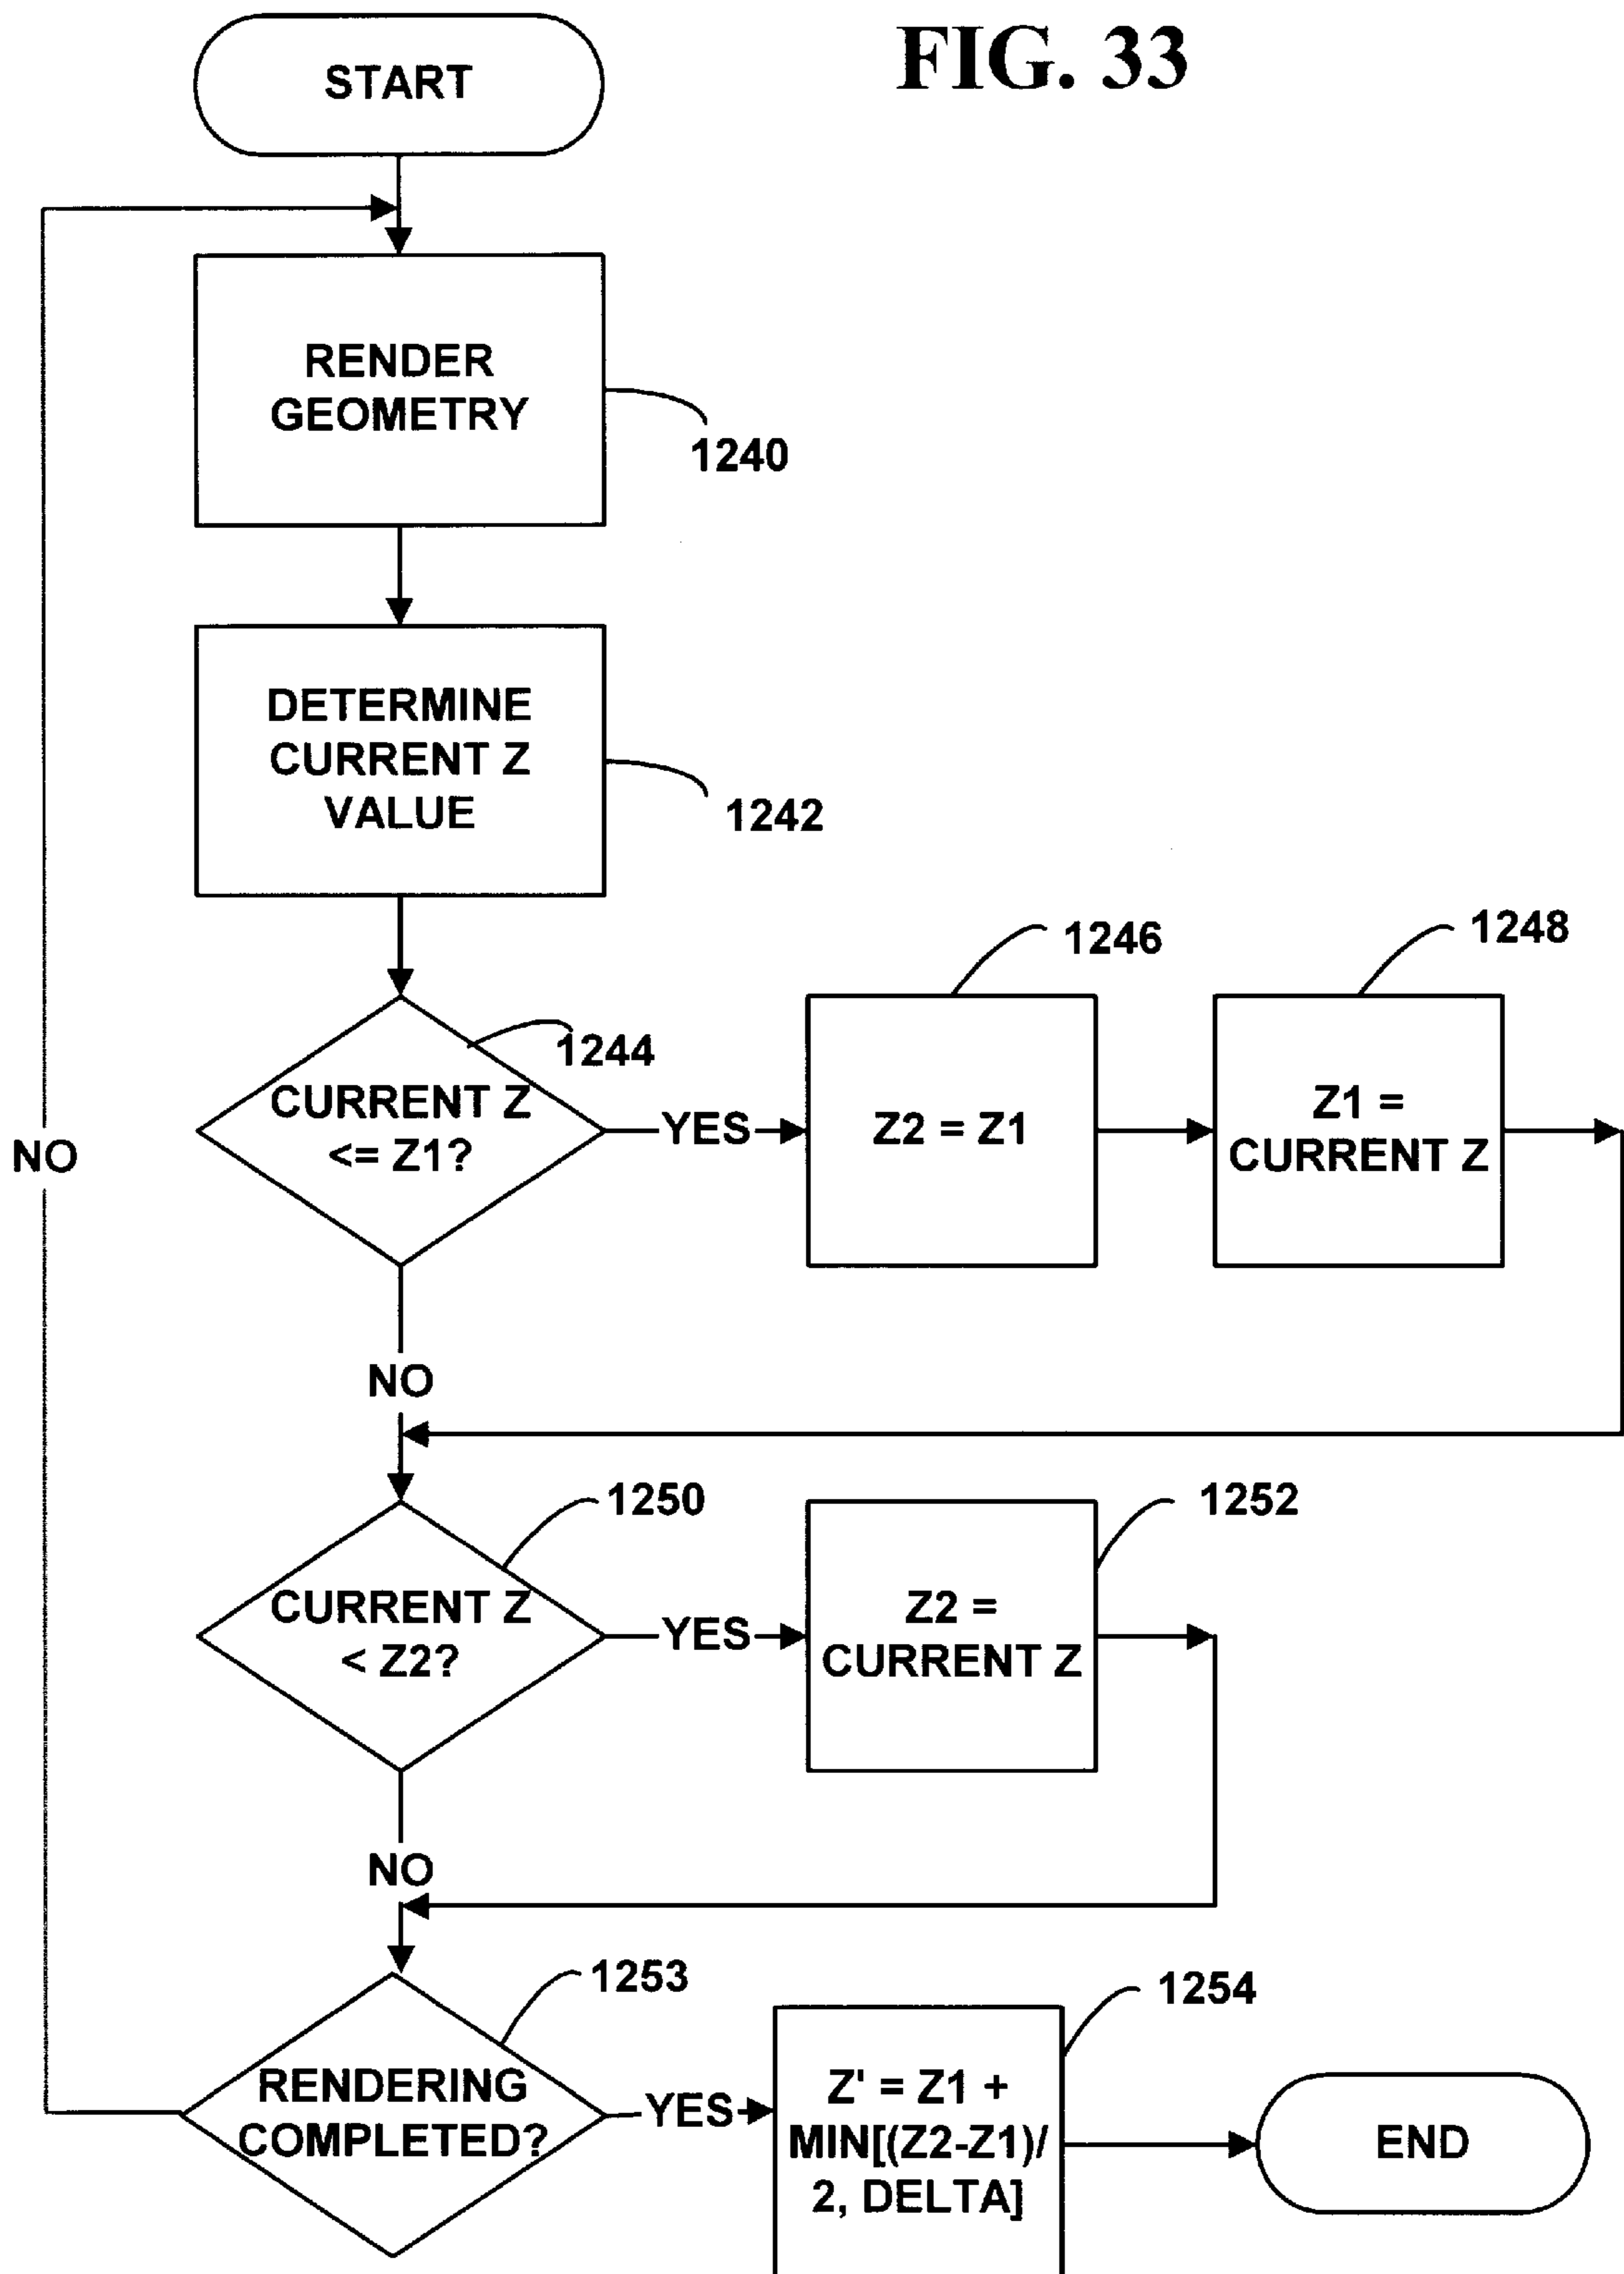 FIG. 33
START
RENDER
GEOMETRY
1240
DETERMINE
CURRENT Z
VALUE
1242
1246
1248
1244
CURRENT Z
<= Z1?
YES
Z2 = Z1
Z1 =
CURRENT Z
NO
NO
1250
1252
CURRENT Z
< Z2?
YES
Z2 =
CURRENT Z
NO
1253
1254
RENDERING
COMPLETED?
YES
Z' = Z1 +
MIN[(Z2-Z1)/
2, DELTA]
END